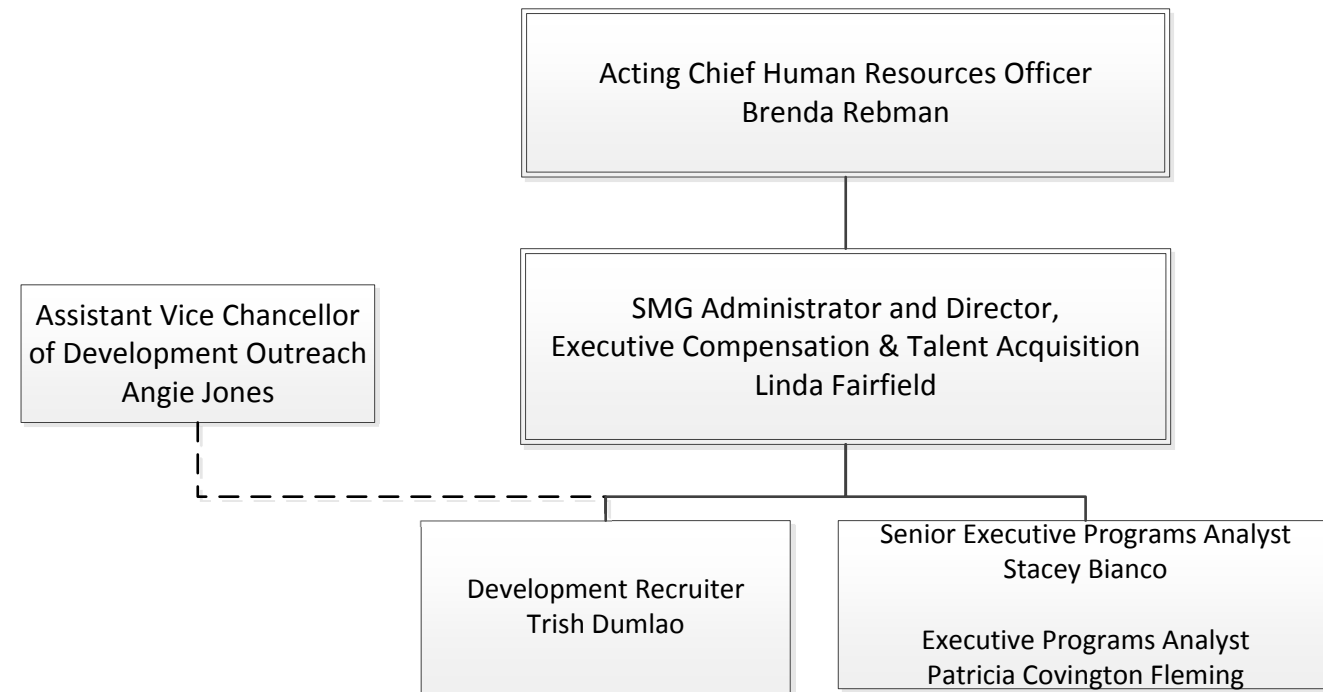 Acting Chief Human Resources Officer
Brenda Rebman
SMG Administrator and Director,
Executive Compensation & Talent Acquisition
Linda Fairfield
Assistant Vice Chancellor
of Development Outreach
Angie Jones
Development Recruiter
Trish Dumlao
Senior Executive Programs Analyst
Stacey Bianco
Executive Programs Analyst
Patricia Covington Fleming